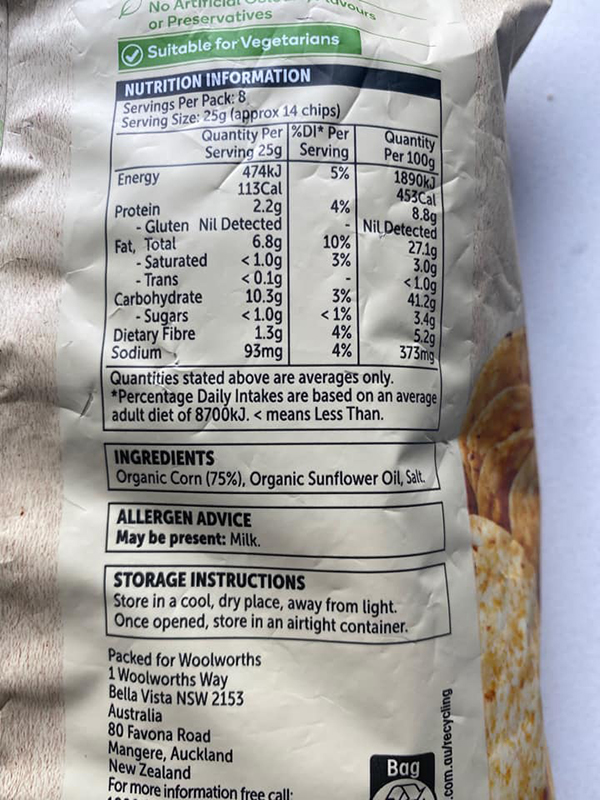 No Artificial
or Preservatives
Suitable for Vegetarians
NUTRITION INFORMATION
Servings Per Pack: 8
Serving Size: 25g (approx 14 chips)
Quantity Per Serving 25g %DI* Per Serving Quantity Per 100g
Energy 474kJ 5% 1890kJ
113Cal 453Cal
Protein 2.2g 4% 8.8g
- Gluten Nil Detected - Nil Detected
Fat, Total 6.8g 10% 27.1g
- Saturated <1.0g 3% 3.0g
- Trans <0.1g - <1.0g
Carbohydrate 10.3g 3% 41.2g
- Sugars <1.0g <1% 3.4g
Dietary Fibre 1.3g 4% 5.2g
Sodium 93mg 4% 373mg
Quantities stated above are averages only.
*Percentage Daily Intakes are based on an average
adult diet of 8700kJ. < means Less Than.
INGREDIENTS
Organic Corn (75%), Organic Sunflower Oil, Salt.
ALLERGEN ADVICE
May be present: Milk.
STORAGE INSTRUCTIONS
Store in a cool, dry place, away from light.
Once opened, store in an airtight container.
Packed for Woolworths
1 Woolworths Way
Bella Vista NSW 2153
Australia
80 Favona Road
Mangere, Auckland
New Zealand
For more information free call:
Bag
.com.au/recycling